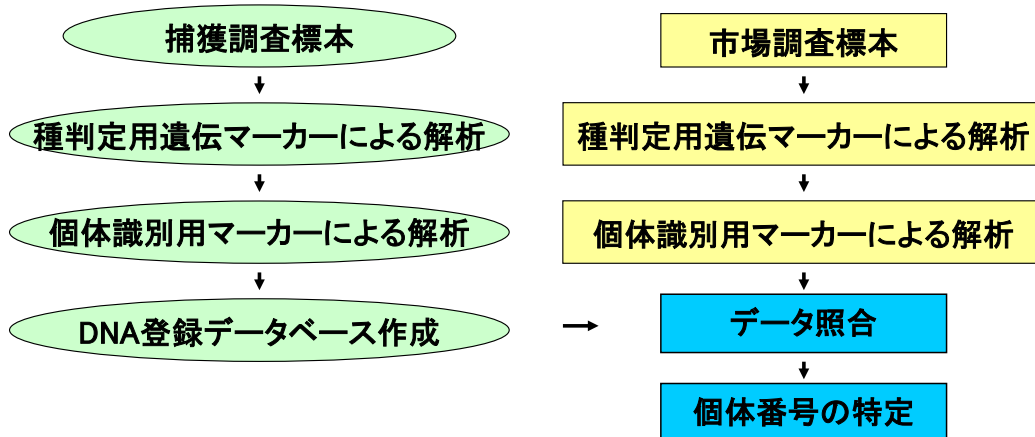 捕獲調査標本
種判定用遺伝マーカーによる解析
個体識別用マーカーによる解析
DNA登録データベース作成
市場調査標本
種判定用遺伝マーカーによる解析
個体識別用マーカーによる解析
データ照合
個体番号の特定